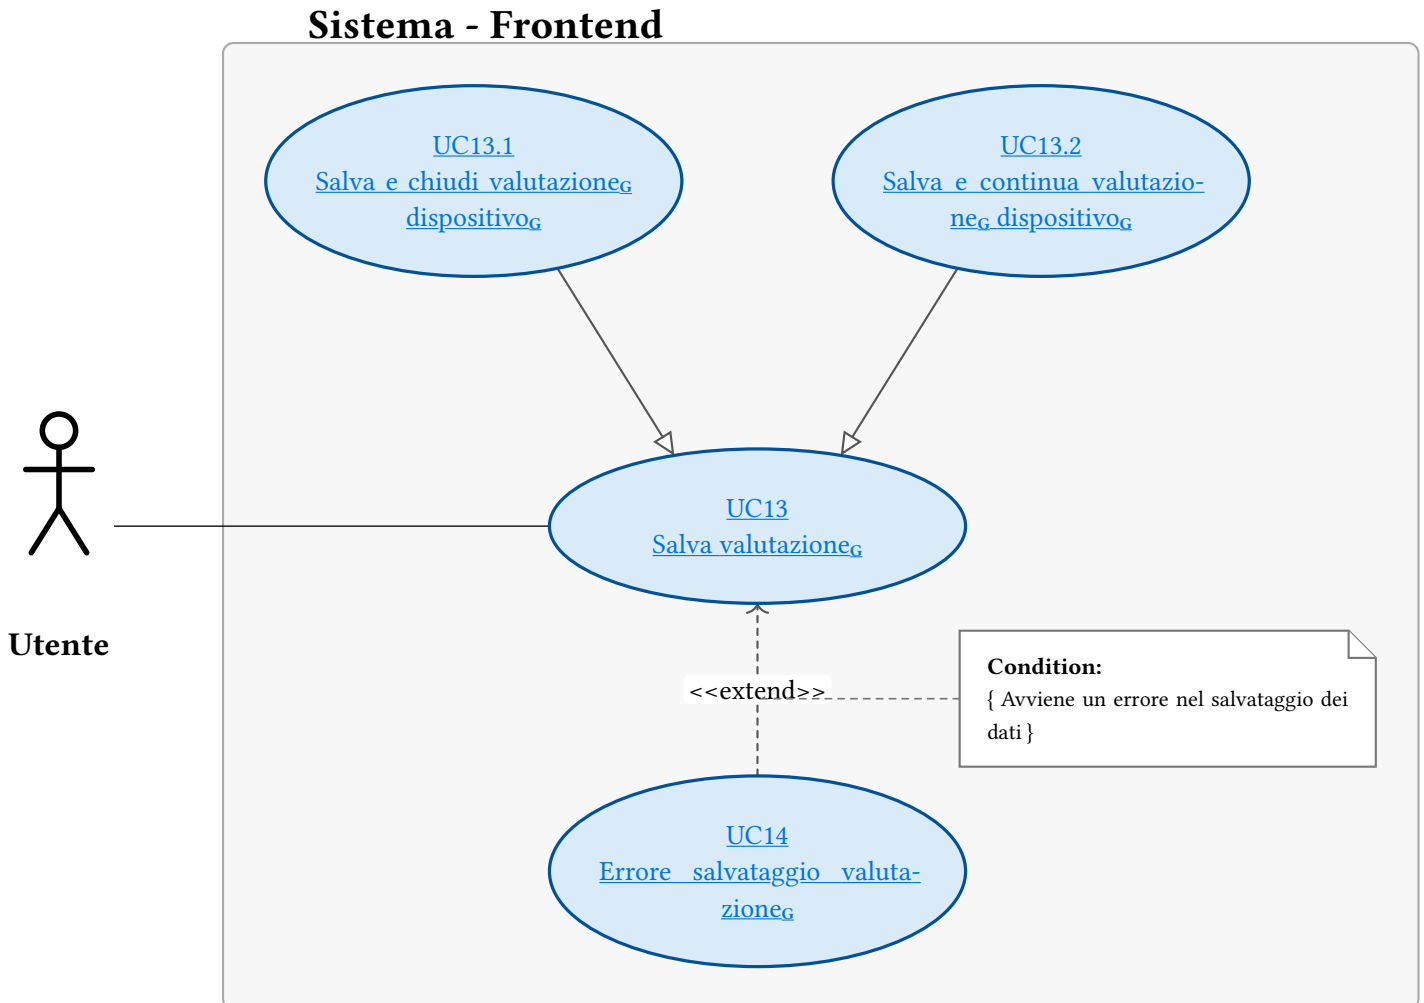 Sistema - Frontend
UC13.1
Salva e chiudi valutazioneG
dispositivoG
UC13.2
Salva e continua valutazio-
neG dispositivoG
UC13
Salva valutazioneG
Utente
<<extend>>
Condition:
{ Avviene un errore nel salvataggio dei
dati }
UC14
Errore salvataggio valuta-
zioneG